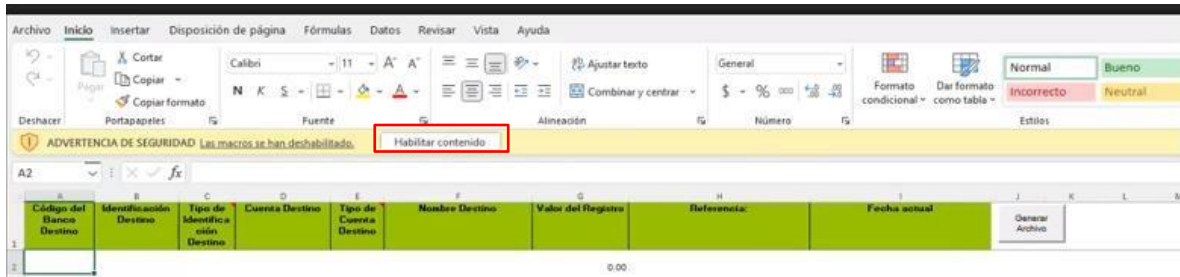 Archivo Inicio Insertar Disposición de página Fórmulas Datos Revisar Vista Ayuda
Pegar
Cortar
Copiar
Copiar formato
Calibri 11 A A
N K S A
Ajustar texto
Combinar y centrar
General
$ % 000
Formato condicional
Dar formato como tabla
Normal Bueno
Incorrecto Neutral
Deshacer Portapapeles Fuente Alineación Número Estilos
ADVERTENCIA DE SEGURIDAD Las macros se han deshabilitado. Habilitar contenido
A2 fx
A B C D E F G H I J K L M
1
Código del Banco Destino
Identificación Destino
Tipo de Identificación Destino
Cuenta Destino
Tipo de Cuenta Destino
Nombre Destino
Valor del Registro
Referencia:
Fecha actual
Generar Archivo
2 0.00